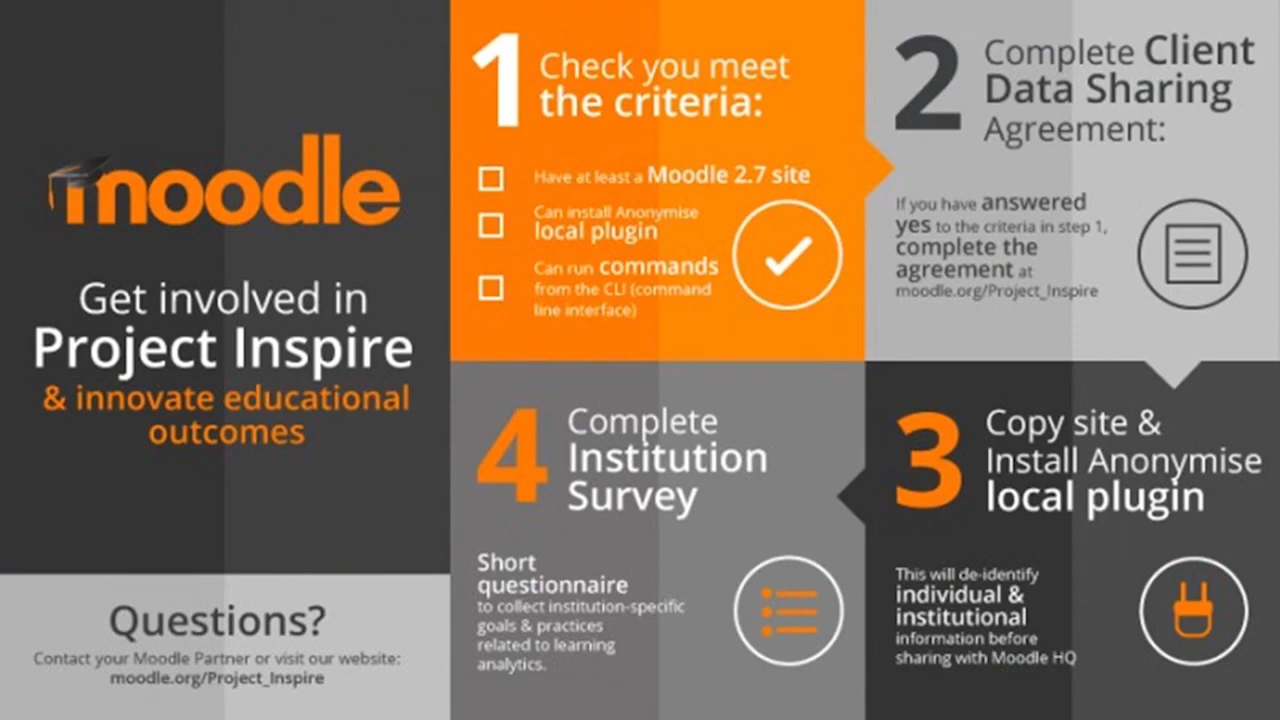 moodle
Get involved in
Project Inspire
& innovate educational
outcomes
Questions?
Contact your Moodle Partner or visit our website:
moodle.org/Project_Inspire
1
Check you meet
the criteria:
Have at least a Moodle 2.7 site
Can install Anonymise
local plugin
Can run commands
from the CLI (command
line interface)
2
Complete Client
Data Sharing
Agreement:
If you have answered
yes to the criteria in step 1,
complete the
agreement at
moodle.org/Project_Inspire
3
Copy site &
Install Anonymise
local plugin
This will de-identify
individual &
institutional
information before
sharing with Moodle HQ
4
Complete
Institution
Survey
Short
questionnaire
to collect institution-specific
goals & practices
related to learning
analytics.